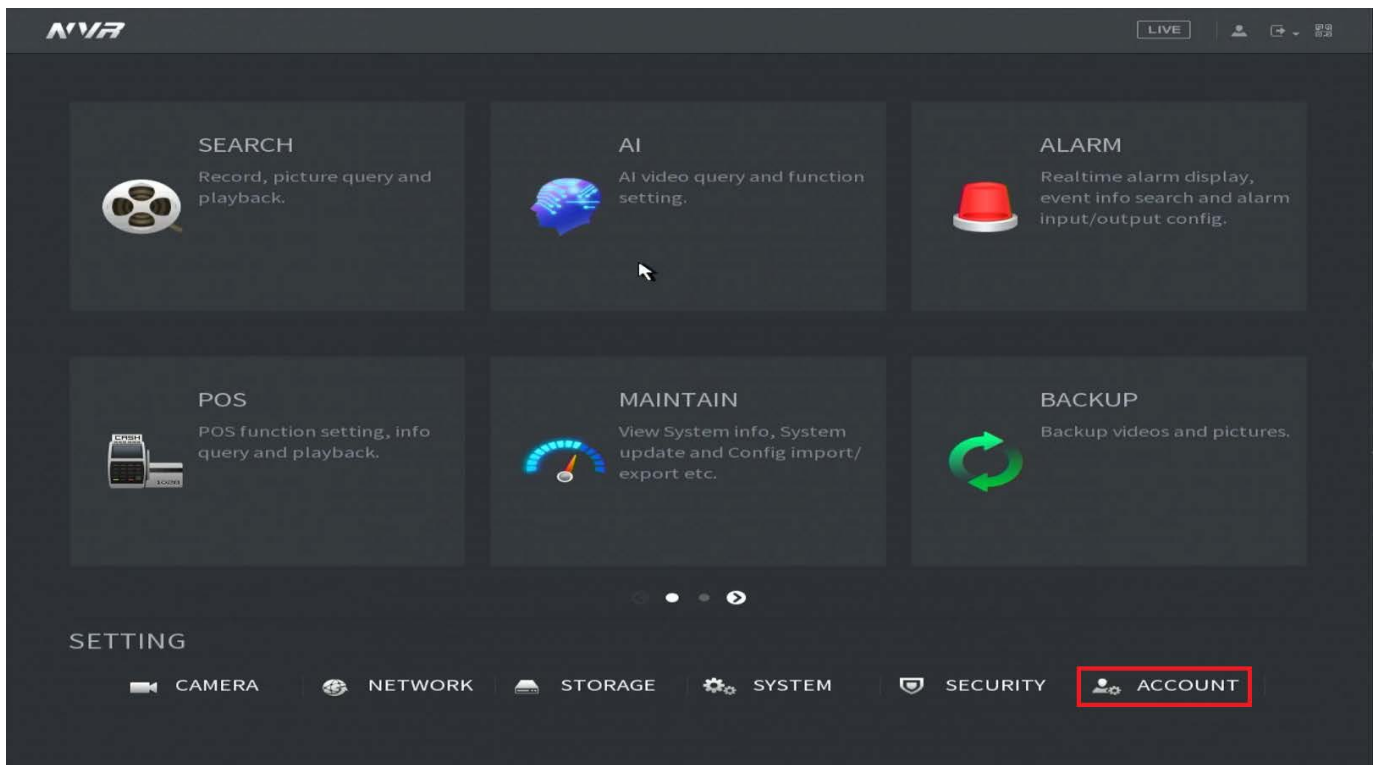 NVR
LIVE
SEARCH
Record, picture query and
playback.
AI
AI video query and function
setting.
ALARM
Realtime alarm display,
event info search and alarm
input/output config.
POS
POS function setting, info
query and playback.
CASH
MAINTAIN
View System info, System
update and Config import/
export etc.
BACKUP
Backup videos and pictures.
SETTING
CAMERA
NETWORK
STORAGE
SYSTEM
SECURITY
ACCOUNT